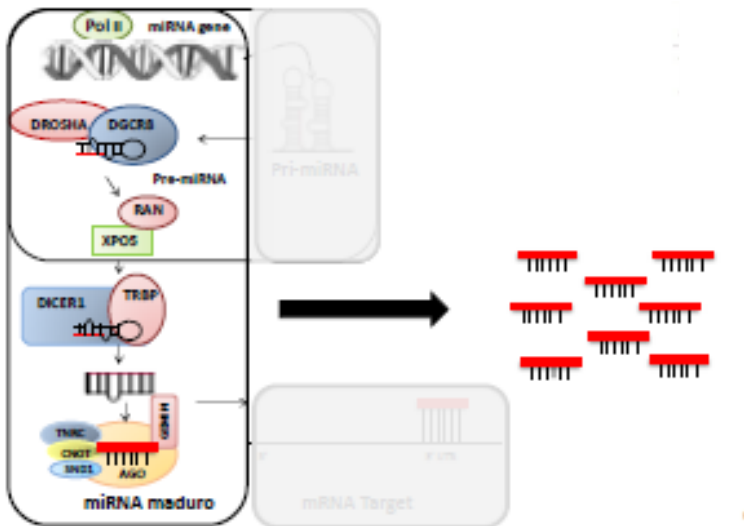 Pol II miRNA gene
DROSHA DGCR8
Pri-miRNA
Pre-miRNA
RAN
XPO5
DICER1 TRBP
TNRC
CNOT
SND1
AGO
miRNA maduro
mRNA Target